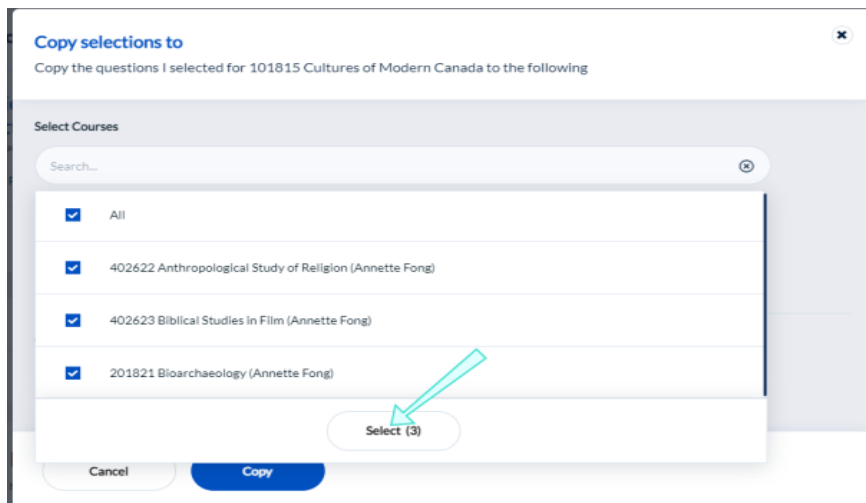 Copy selections to
Copy the questions I selected for 101815 Cultures of Modern Canada to the following
Select Courses
Search...
All
402622 Anthropological Study of Religion (Annette Fong)
402623 Biblical Studies in Film (Annette Fong)
201821 Bioarchaeology (Annette Fong)
Select (3)
Cancel
Copy